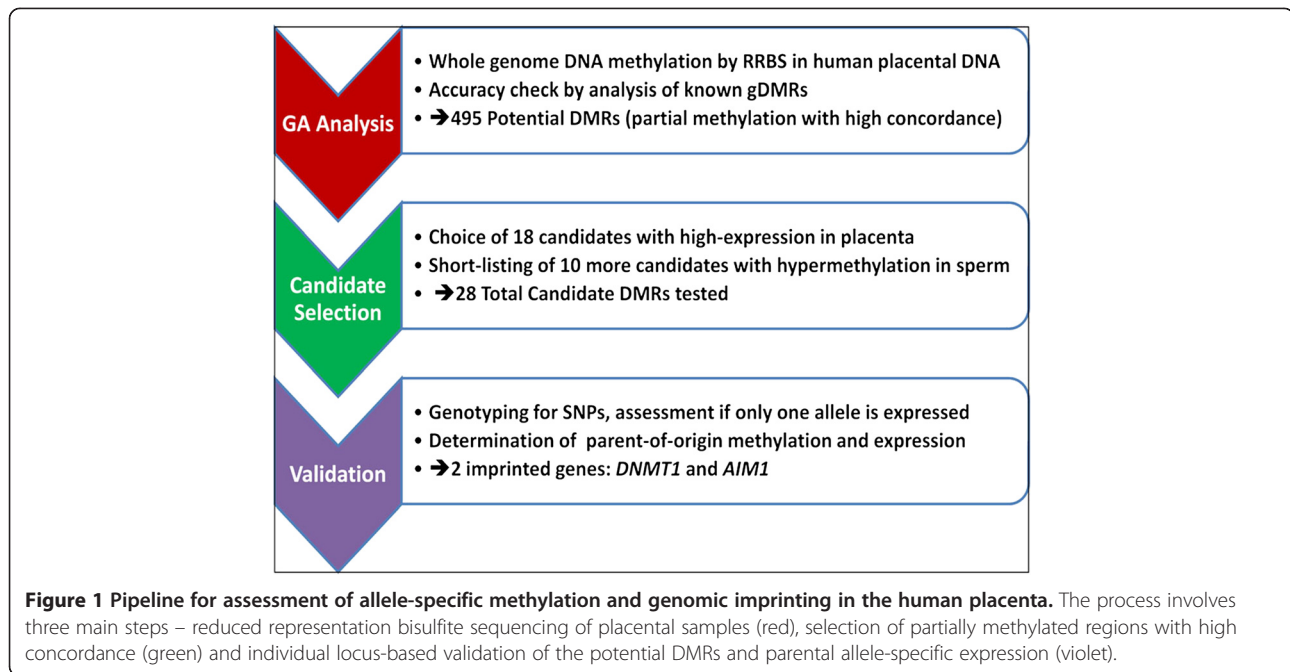 GA Analysis
• Whole genome DNA methylation by RRBS in human placental DNA
• Accuracy check by analysis of known gDMRs
• ➔495 Potential DMRs (partial methylation with high concordance)
Candidate
Selection
• Choice of 18 candidates with high-expression in placenta
• Short-listing of 10 more candidates with hypermethylation in sperm
• ➔28 Total Candidate DMRs tested
Validation
• Genotyping for SNPs, assessment if only one allele is expressed
• Determination of parent-of-origin methylation and expression
• ➔2 imprinted genes: DNMT1 and AIM1
Figure 1 Pipeline for assessment of allele-specific methylation and genomic imprinting in the human placenta. The process involves
three main steps – reduced representation bisulfite sequencing of placental samples (red), selection of partially methylated regions with high
concordance (green) and individual locus-based validation of the potential DMRs and parental allele-specific expression (violet).